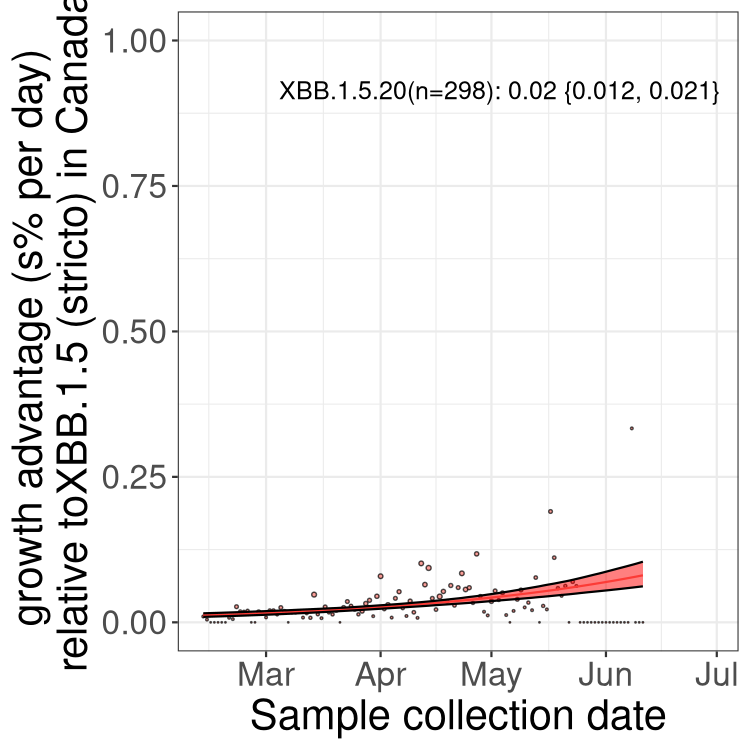 growth advantage (s% per day)
relative toXBB.1.5 (stricto) in Canada
1.00
0.75
0.50
0.25
0.00
XBB.1.5.20(n=298): 0.02 {0.012, 0.021}
Mar Apr May Jun Jul
Sample collection date